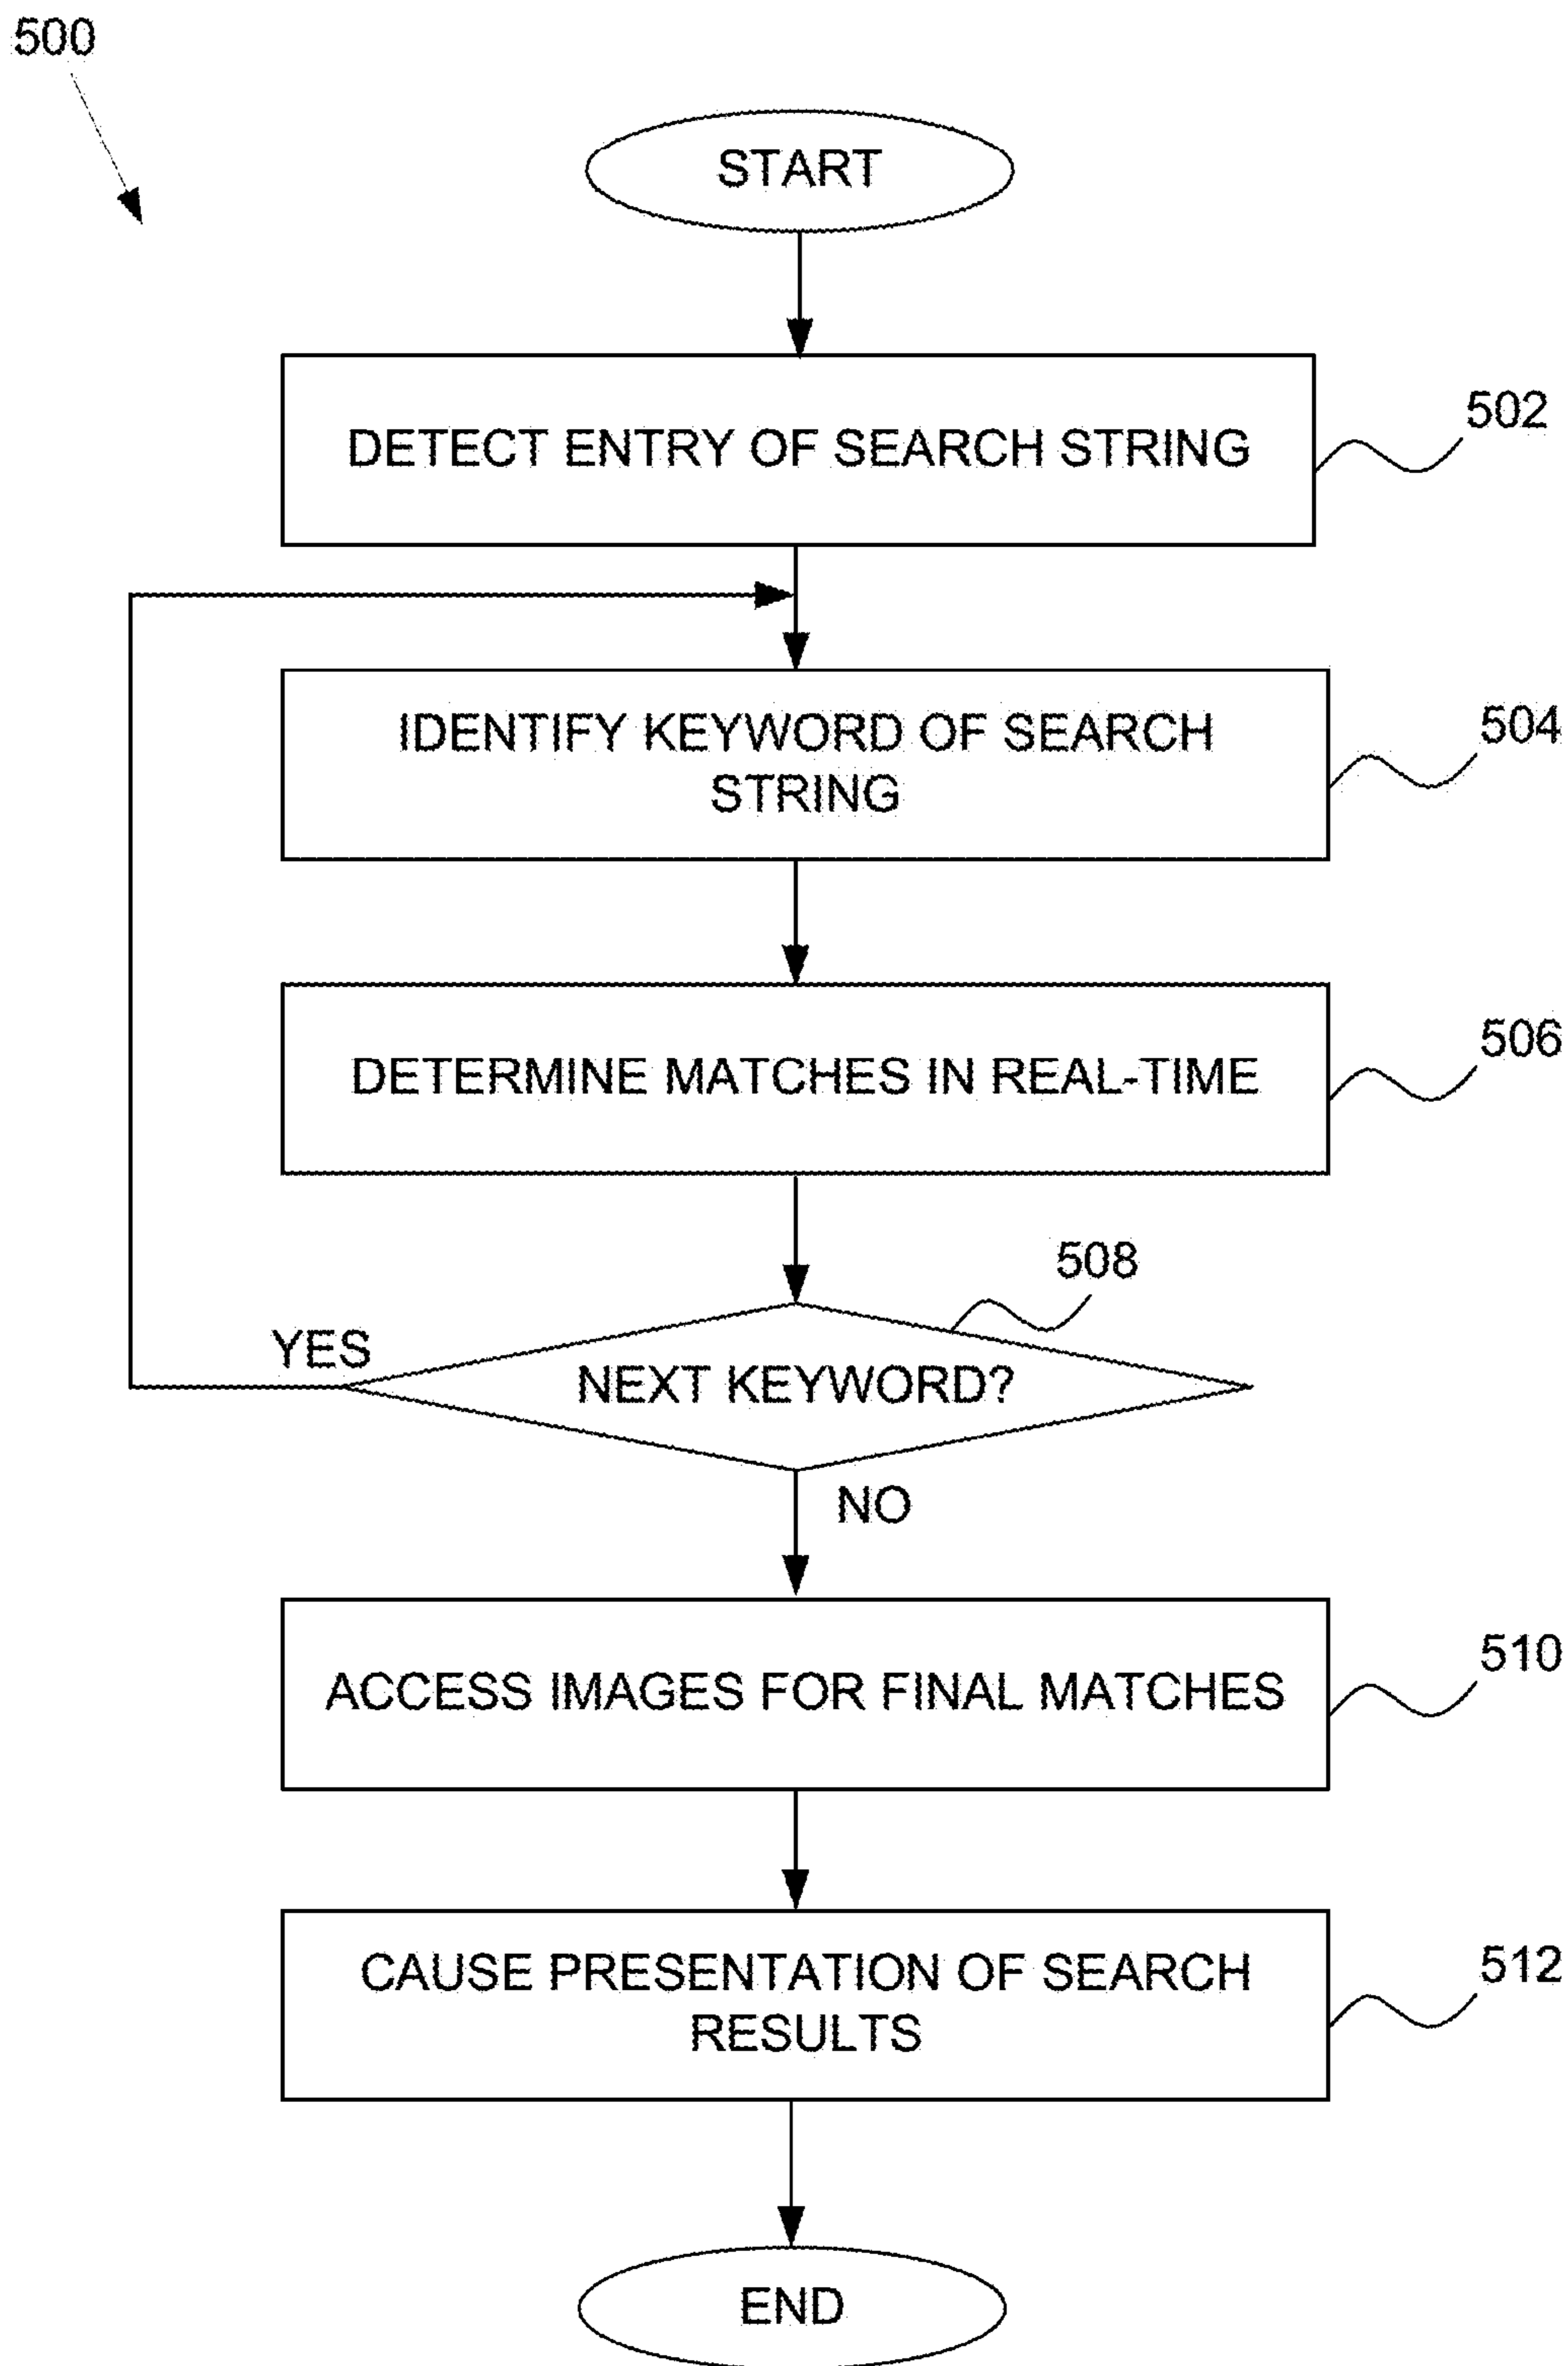 500
START
DETECT ENTRY OF SEARCH STRING
502
IDENTIFY KEYWORD OF SEARCH
STRING
504
DETERMINE MATCHES IN REAL-TIME
506
508
YES
NEXT KEYWORD?
NO
ACCESS IMAGES FOR FINAL MATCHES
510
CAUSE PRESENTATION OF SEARCH
RESULTS
512
END